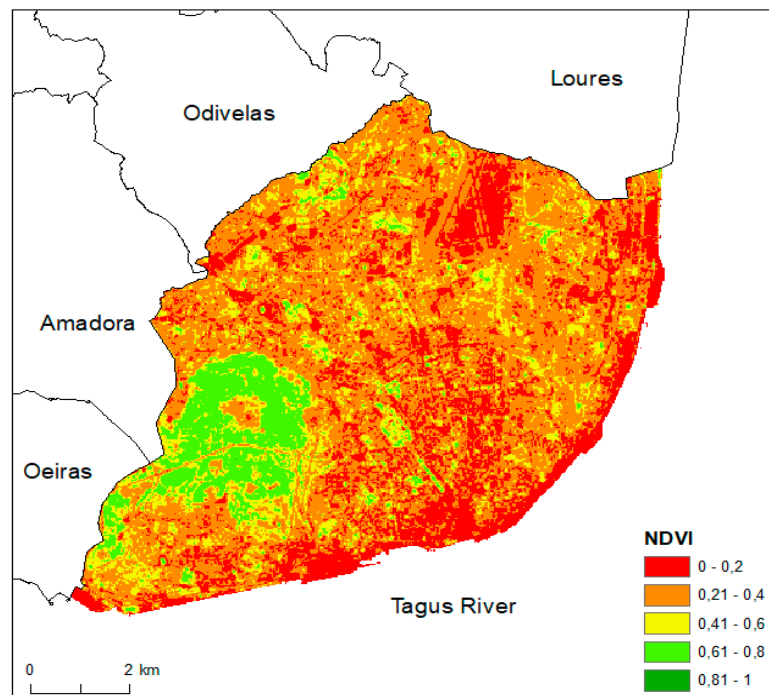 Loures
Odivelas
Amadora
Oeiras
NDVI
0 - 0,2
0,21 - 0,4
0,41 - 0,6
0,61 - 0,8
0,81 - 1
Tagus River
0 2 km